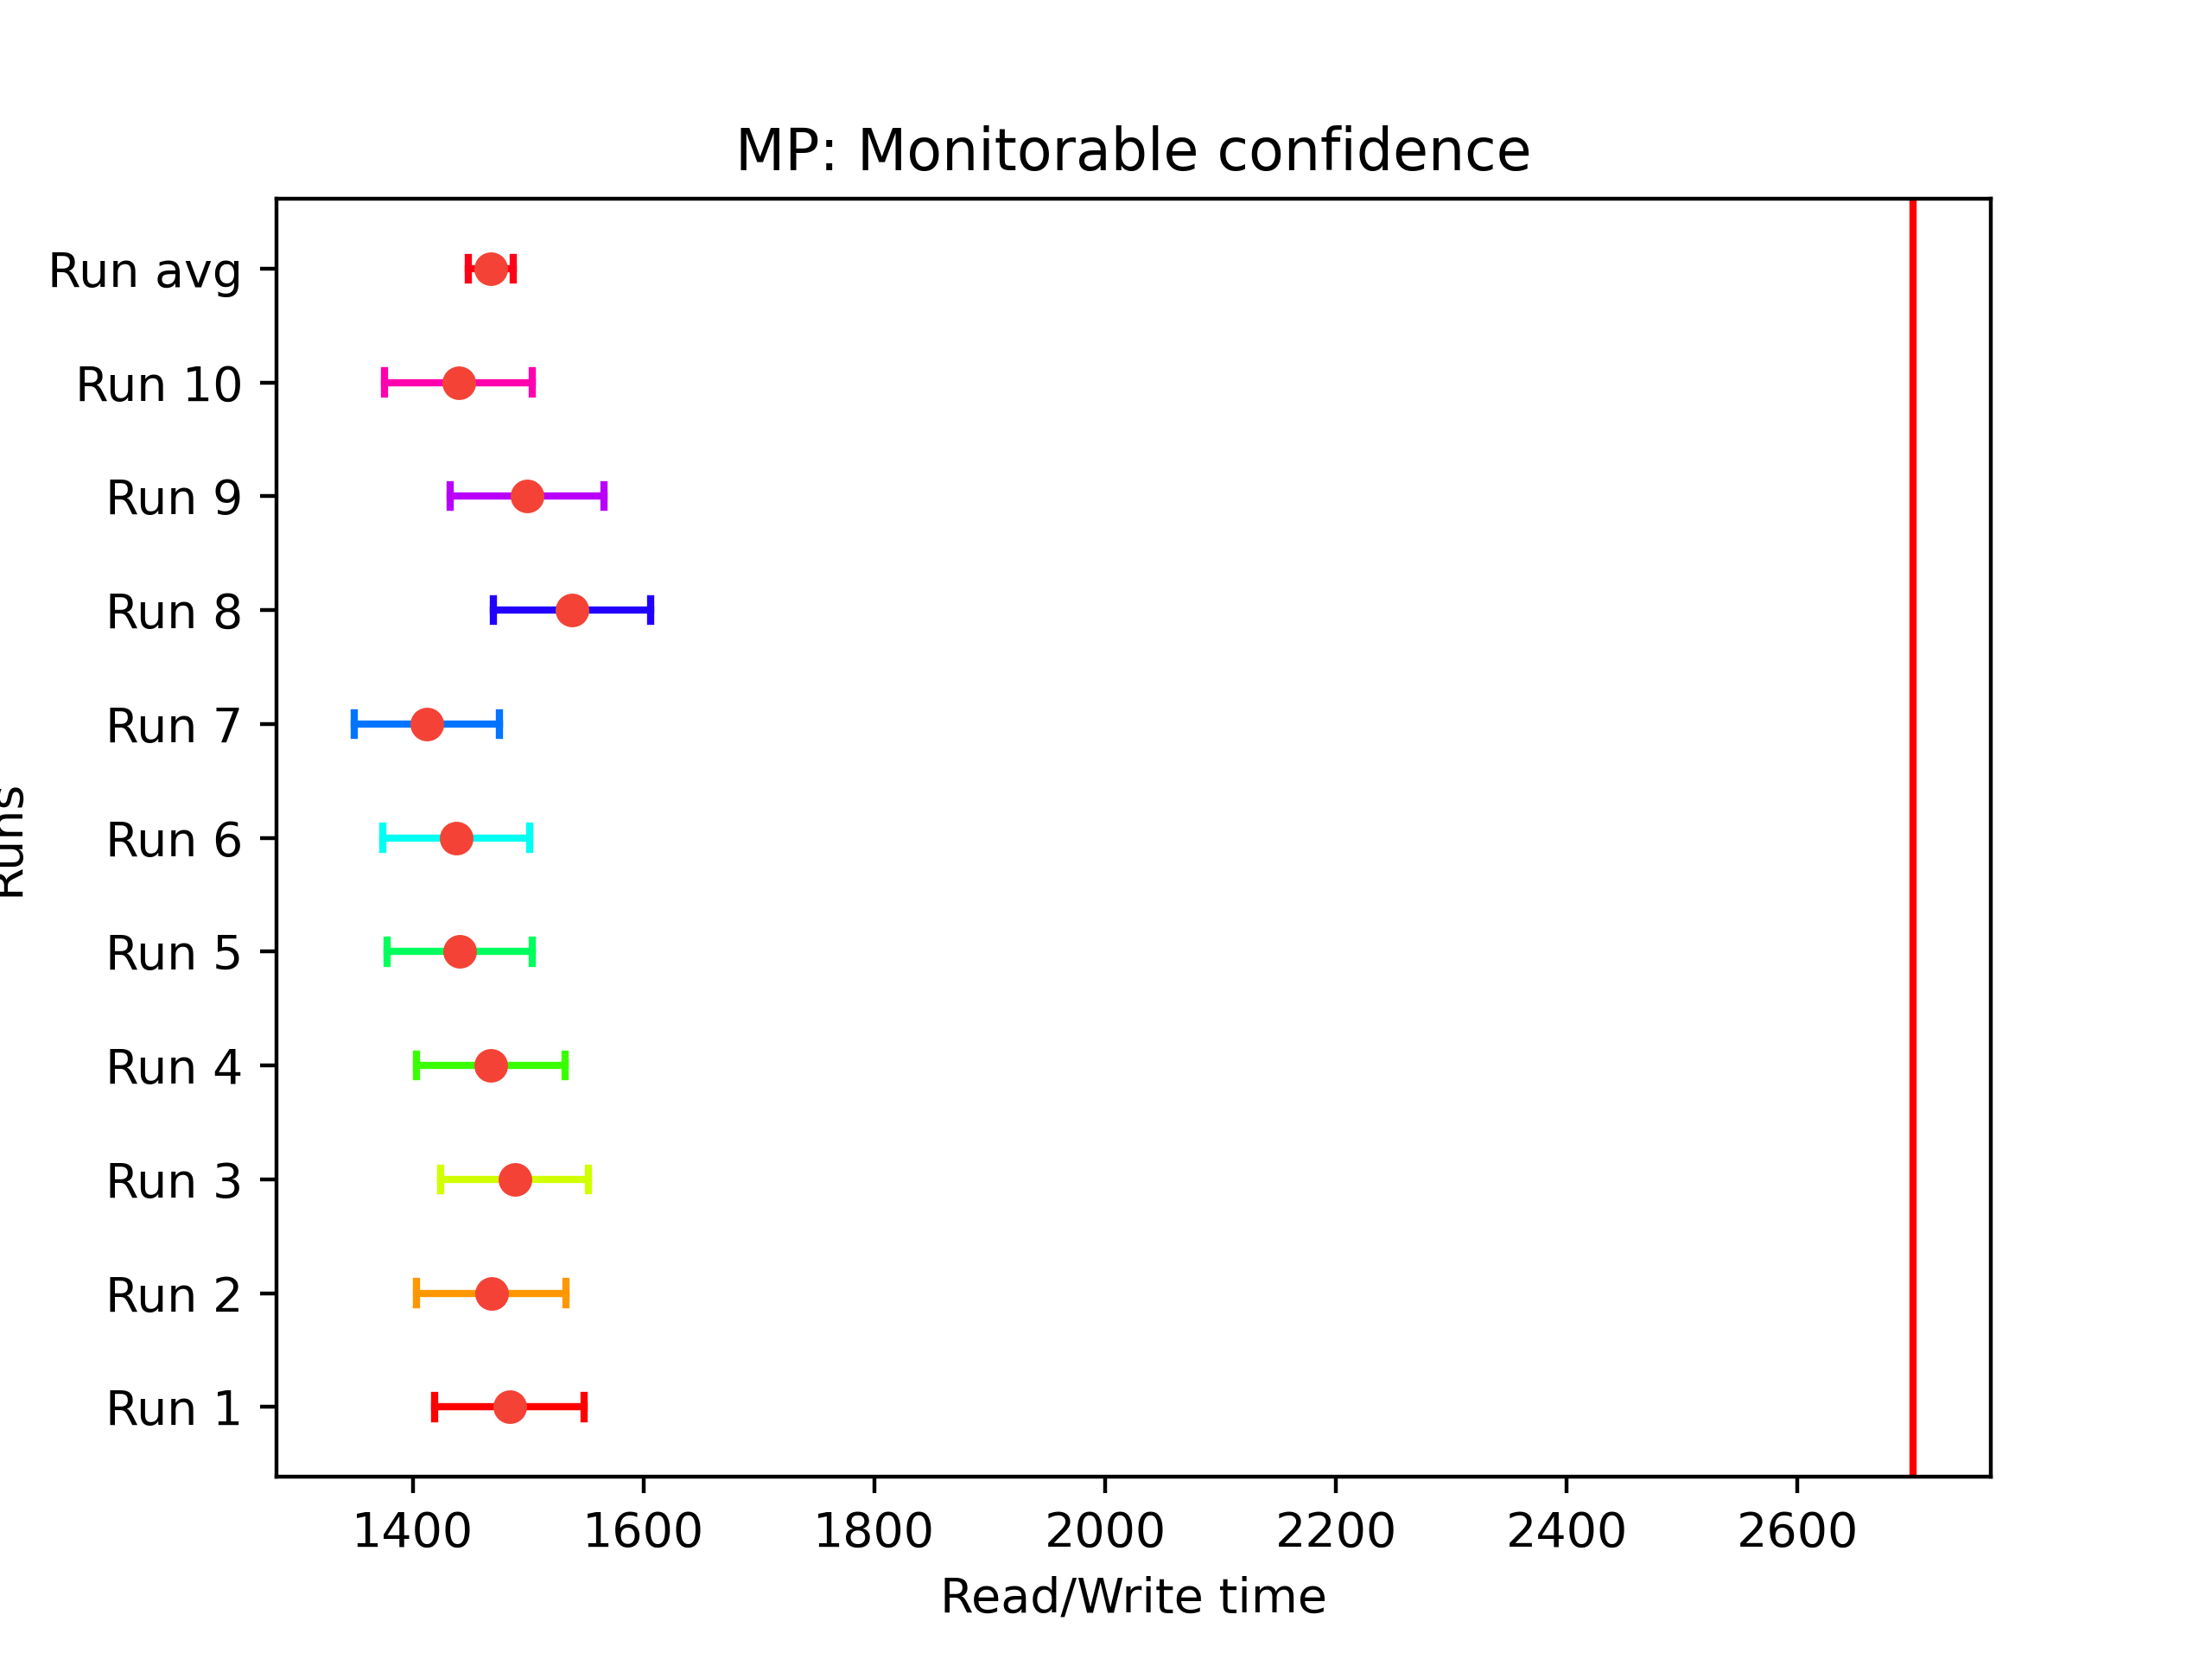 MP: Monitorable confidence
Run avg
Run 10
Run 9
Run 8
Run 7
Run 6
Run 5
Run 4
Run 3
Run 2
Run 1
Runs
1400 1600 1800 2000 2200 2400 2600
Read/Write time